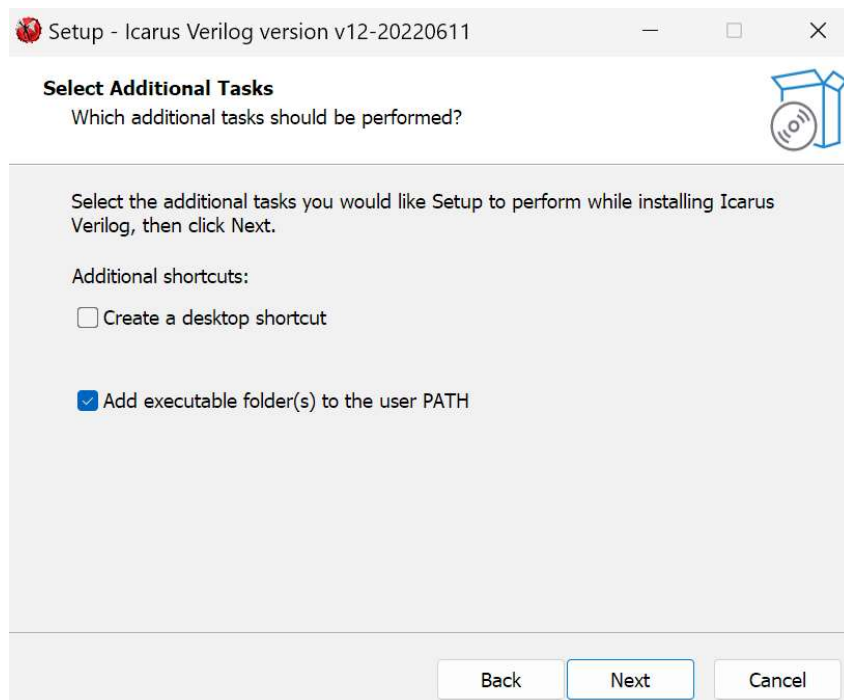 Setup - Icarus Verilog version v12-20220611
Select Additional Tasks
Which additional tasks should be performed?
Select the additional tasks you would like Setup to perform while installing Icarus
Verilog, then click Next.
Additional shortcuts:
Create a desktop shortcut
Add executable folder(s) to the user PATH
Back Next Cancel